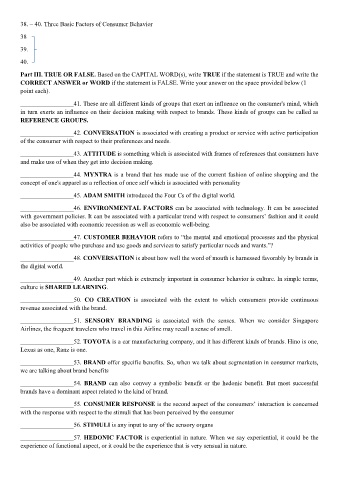 38. – 40. Three Basic Factors of Consumer Behavior
38
39.
40.
Part III. TRUE OR FALSE. Based on the CAPITAL WORD(s), write TRUE if the statement is TRUE and write the
CORRECT ANSWER or WORD if the statement is FALSE. Write your answer on the space provided below (1
point each).
__________________41. These are all different kinds of groups that exert an influence on the consumer's mind, which
in turn exerts an influence on their decision making with respect to brands. These kinds of groups can be called as
REFERENCE GROUPS.
__________________42. CONVERSATION is associated with creating a product or service with active participation
of the consumer with respect to their preferences and needs.
__________________43. ATTITUDE is something which is associated with frames of references that consumers have
and make use of when they get into decision making.
__________________44. MYNTRA is a brand that has made use of the current fashion of online shopping and the
concept of one's apparel as a reflection of once self which is associated with personality
__________________45. ADAM SMITH introduced the Four Cs of the digital world.
__________________46. ENVIRONMENTAL FACTORS can be associated with technology. It can be associated
with government policies. It can be associated with a particular trend with respect to consumers' fashion and it could
also be associated with economic recession as well as economic well-being.
__________________47. CUSTOMER BEHAVIOR refers to "the mental and emotional processes and the physical
activities of people who purchase and use goods and services to satisfy particular needs and wants."?
__________________48. CONVERSATION is about how well the word of mouth is harnessed favorably by brands in
the digital world.
__________________49. Another part which is extremely important in consumer behavior is culture. In simple terms,
culture is SHARED LEARNING.
__________________50. CO CREATION is associated with the extent to which consumers provide continuous
revenue associated with the brand.
__________________51. SENSORY BRANDING is associated with the senses. When we consider Singapore
Airlines, the frequent travelers who travel in this Airline may recall a sense of smell.
__________________52. TOYOTA is a car manufacturing company, and it has different kinds of brands. Hino is one,
Lexus as one, Ranz is one.
__________________53. BRAND offer specific benefits. So, when we talk about segmentation in consumer markets,
we are talking about brand benefits
__________________54. BRAND can also convey a symbolic benefit or the hedonic benefit. But most successful
brands have a dominant aspect related to the kind of brand.
__________________55. CONSUMER RESPONSE is the second aspect of the consumers' interaction is concerned
with the response with respect to the stimuli that has been perceived by the consumer
__________________56. STIMULI is any input to any of the sensory organs
__________________57. HEDONIC FACTOR is experiential in nature. When we say experiential, it could be the
experience of functional aspect, or it could be the experience that is very sensual in nature.